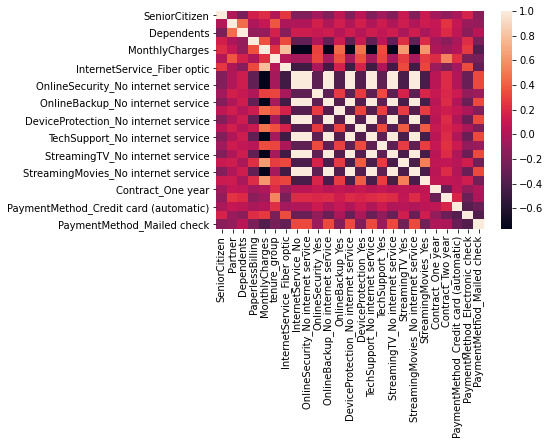 SeniorCitizen
Dependents
MonthlyCharges
InternetService_Fiber optic
OnlineSecurity_No internet service
OnlineBackup_No internet service
DeviceProtection_No internet service
TechSupport_No internet service
StreamingTV_No internet service
StreamingMovies_No internet service
Contract_One year
PaymentMethod_Credit card (automatic)
PaymentMethod_Mailed check
SeniorCitizen
Partner
Dependents
PaperlessBilling
MonthlyCharges
tenure_group
InternetService_Fiber optic
InternetService_No
OnlineSecurity_No internet service
OnlineSecurity_Yes
OnlineBackup_No internet service
OnlineBackup_Yes
DeviceProtection_No internet service
DeviceProtection_Yes
TechSupport_No internet service
TechSupport_Yes
StreamingTV_No internet service
StreamingTV_Yes
StreamingMovies_No internet service
StreamingMovies_Yes
Contract_One year
Contract_Two year
PaymentMethod_Credit card (automatic)
PaymentMethod_Electronic check
PaymentMethod_Mailed check
1.0
0.8
0.6
0.4
0.2
0.0
−0.2
−0.4
−0.6